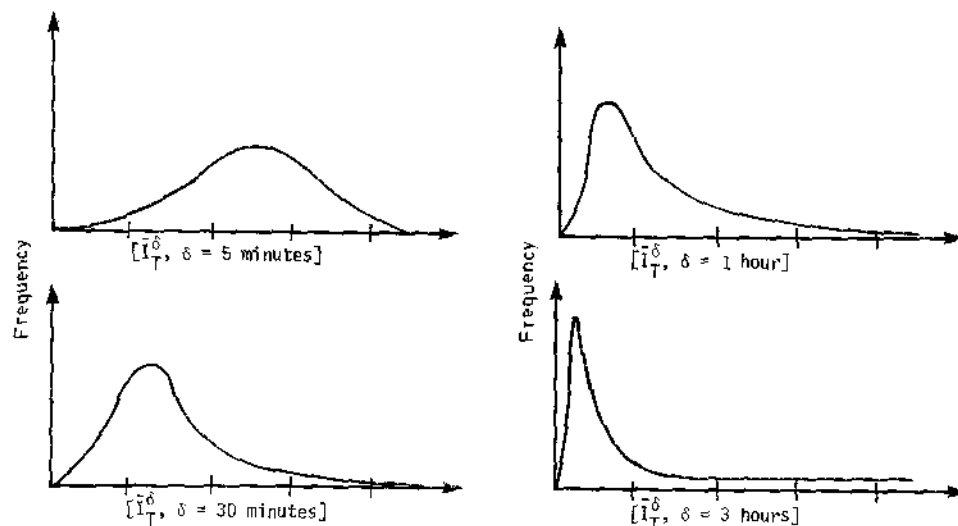 [Ī_T^δ, δ = 5 minutes]
[Ī_T^δ, δ = 1 hour]
Frequency
Frequency
[Ī_T^δ, δ = 30 minutes]
[Ī_T^δ, δ = 3 hours]